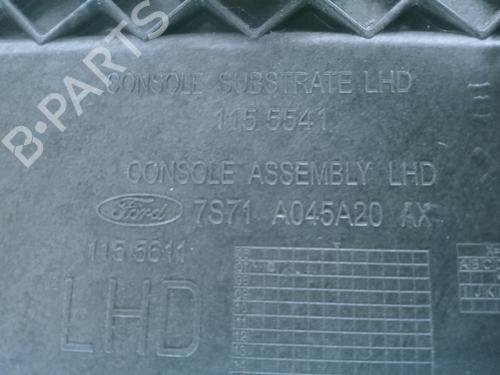 B-PARTS
CONSOLE SUBSTRATE LHD
115 5541
CONSOLE ASSEMBLY LHD
Ford 7S71 A045A20 AX
115 5611
LHD